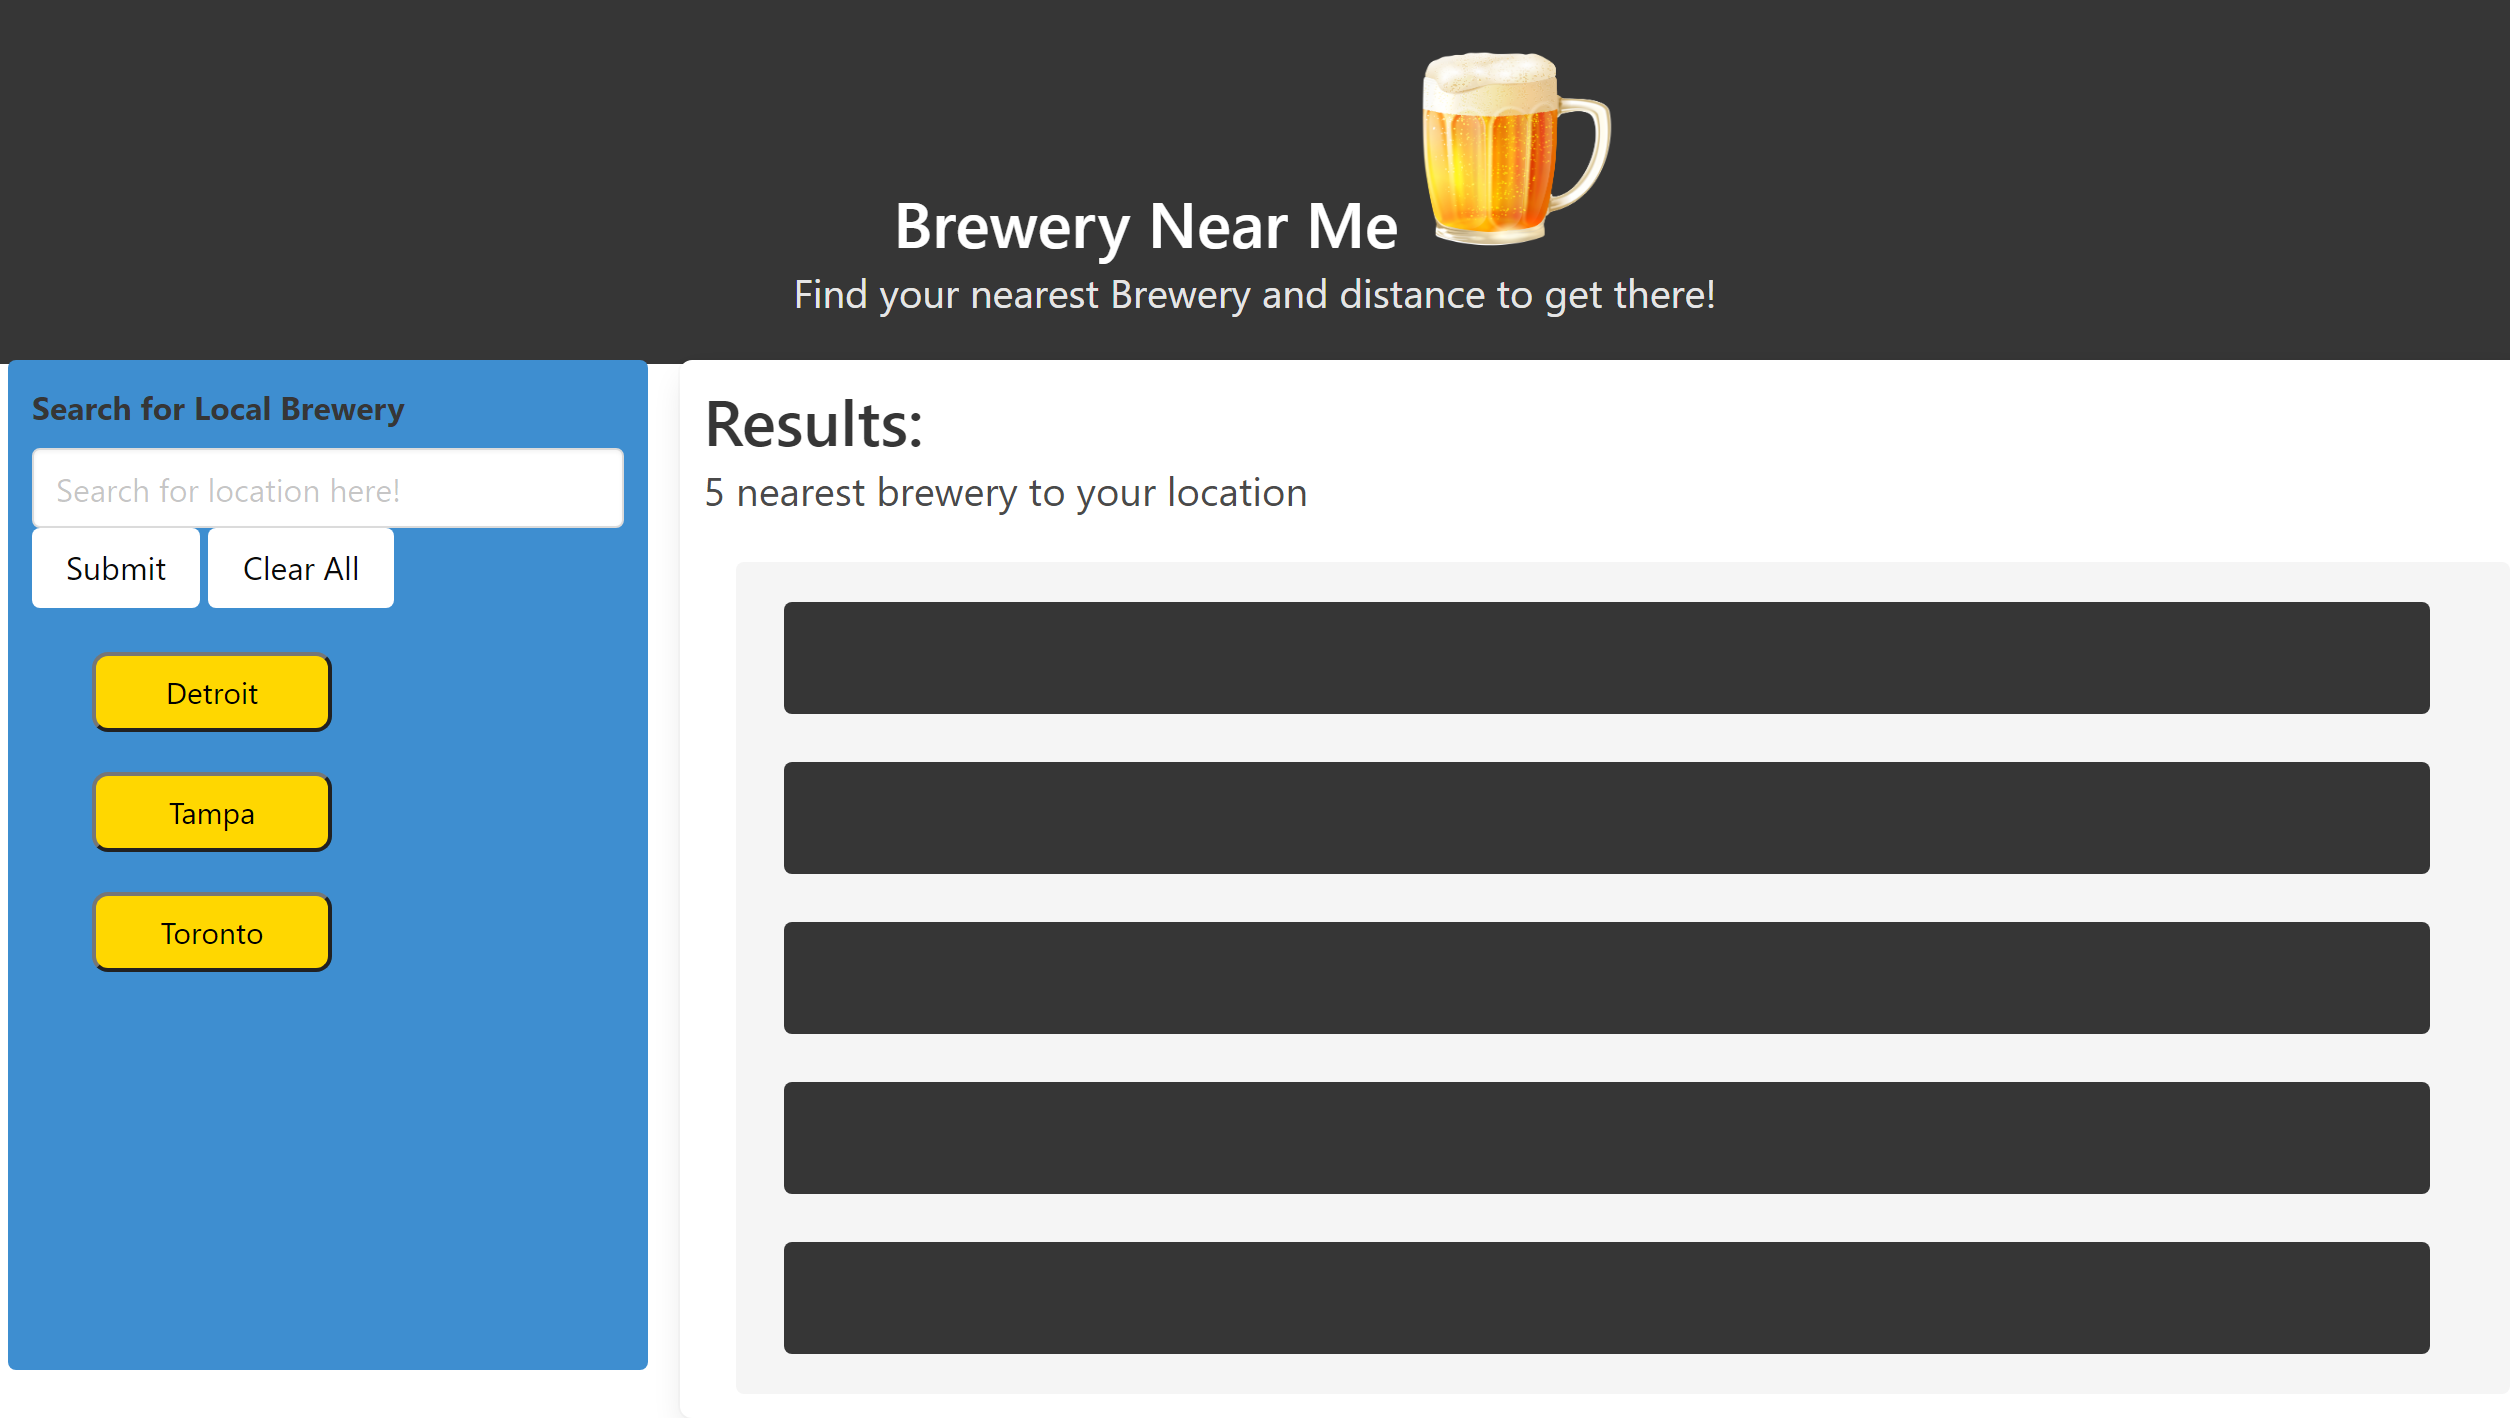 Brewery Near Me
Find your nearest Brewery and distance to get there!
Search for Local Brewery
Search for location here!
Submit
Clear All
Detroit
Tampa
Toronto
Results:
5 nearest brewery to your location